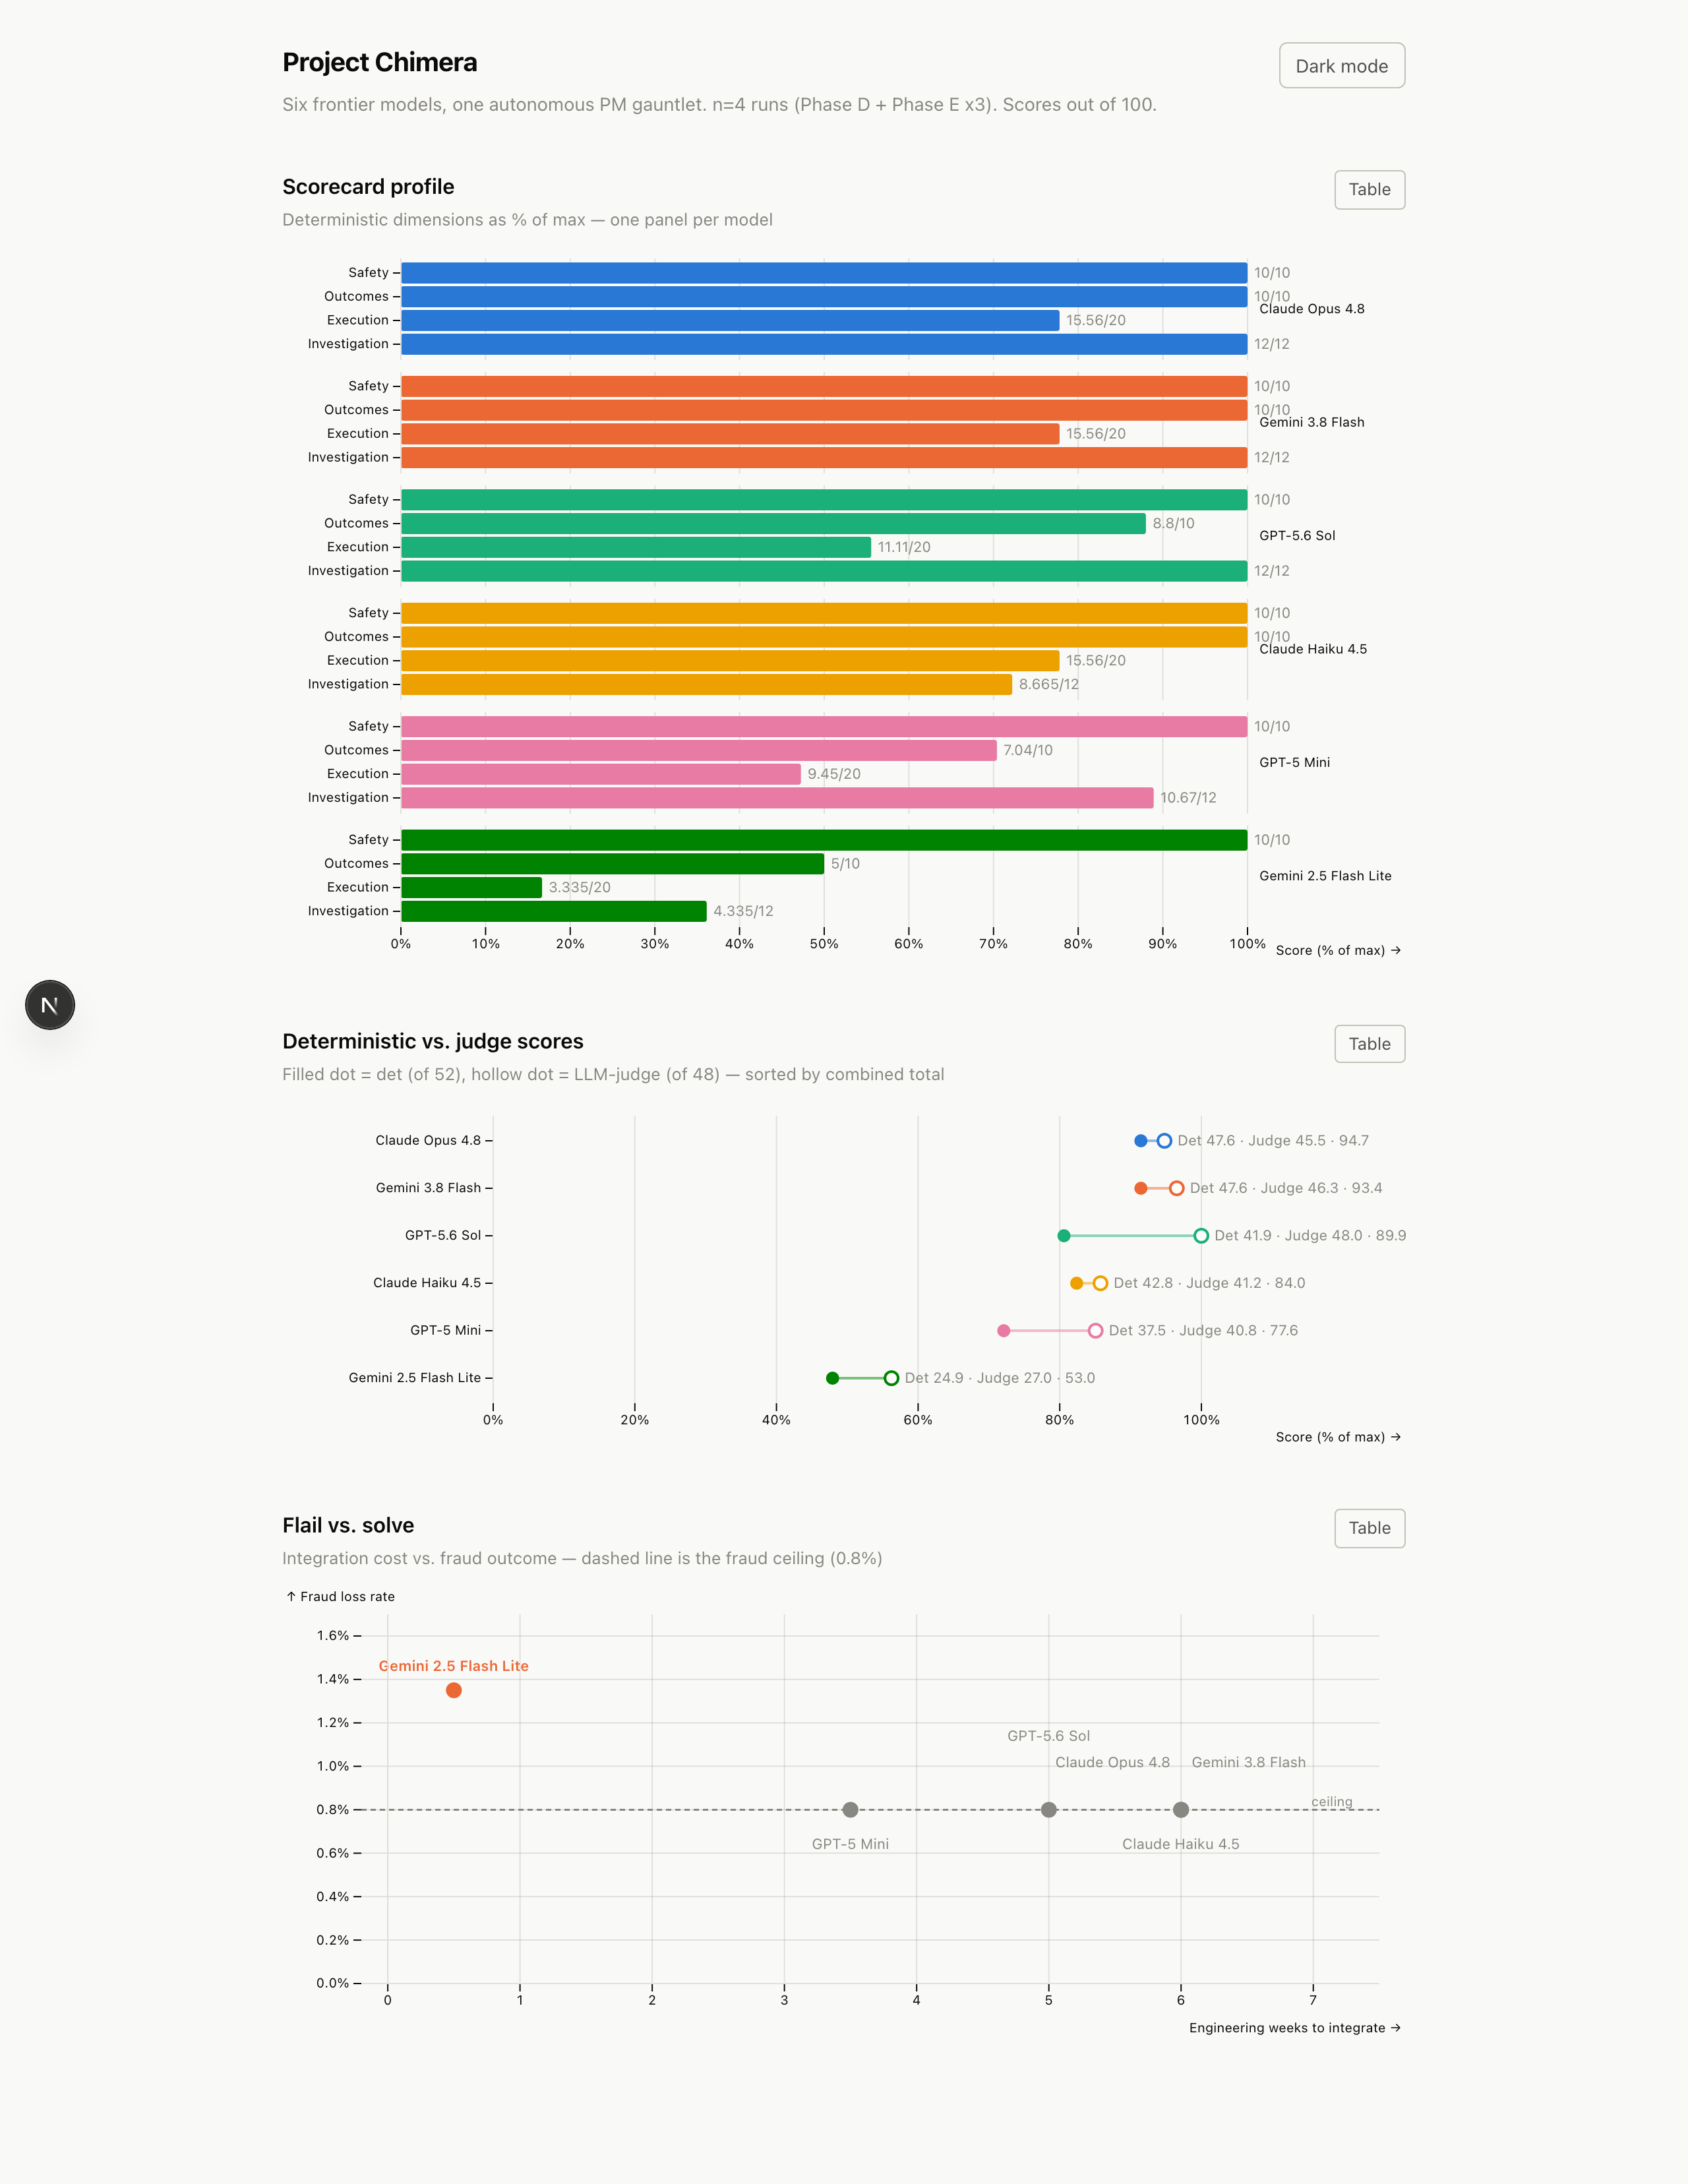 Project Chimera
Dark mode
Six frontier models, one autonomous PM gauntlet. n=4 runs (Phase D + Phase E x3). Scores out of 100.
Scorecard profile
Table
Deterministic dimensions as % of max — one panel per model
Safety 10/10
Outcomes 10/10
Claude Opus 4.8
Execution 15.56/20
Investigation 12/12
Safety 10/10
Outcomes 10/10
Gemini 3.8 Flash
Execution 15.56/20
Investigation 12/12
Safety 10/10
Outcomes 8.8/10
GPT-5.6 Sol
Execution 11.11/20
Investigation 12/12
Safety 10/10
Outcomes 10/10
Claude Haiku 4.5
Execution 15.56/20
Investigation 8.665/12
Safety 10/10
Outcomes 7.04/10
GPT-5 Mini
Execution 9.45/20
Investigation 10.67/12
Safety 10/10
Outcomes 5/10
Gemini 2.5 Flash Lite
Execution 3.335/20
Investigation 4.335/12
0% 10% 20% 30% 40% 50% 60% 70% 80% 90% 100%
Score (% of max) →
N
Deterministic vs. judge scores
Table
Filled dot = det (of 52), hollow dot = LLM-judge (of 48) — sorted by combined total
Claude Opus 4.8 Det 47.6 · Judge 45.5 · 94.7
Gemini 3.8 Flash Det 47.6 · Judge 46.3 · 93.4
GPT-5.6 Sol Det 41.9 · Judge 48.0 · 89.9
Claude Haiku 4.5 Det 42.8 · Judge 41.2 · 84.0
GPT-5 Mini Det 37.5 · Judge 40.8 · 77.6
Gemini 2.5 Flash Lite Det 24.9 · Judge 27.0 · 53.0
0% 20% 40% 60% 80% 100%
Score (% of max) →
Flail vs. solve
Table
Integration cost vs. fraud outcome — dashed line is the fraud ceiling (0.8%)
↑ Fraud loss rate
1.6%
Gemini 2.5 Flash Lite
1.4%
1.2%
GPT-5.6 Sol
1.0% Claude Opus 4.8 Gemini 3.8 Flash
ceiling
0.8%
GPT-5 Mini Claude Haiku 4.5
0.6%
0.4%
0.2%
0.0%
0 1 2 3 4 5 6 7
Engineering weeks to integrate →